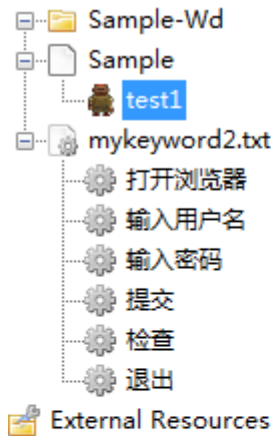 Sample-Wd
Sample
test1
mykeyword2.txt
打开浏览器
输入用户名
输入密码
提交
检查
退出
External Resources